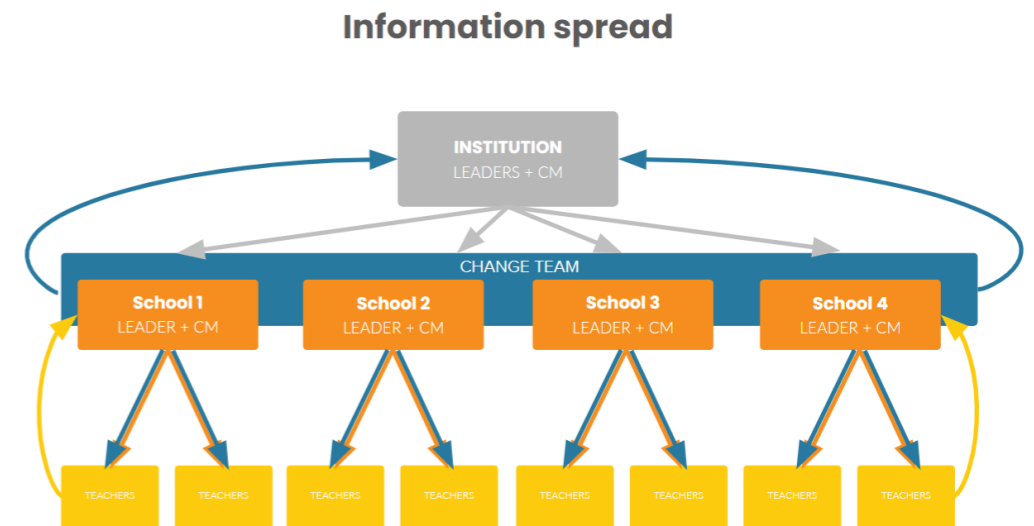 Information spread
INSTITUTION
LEADERS + CM
CHANGE TEAM
School 1
LEADER + CM
School 2
LEADER + CM
School 3
LEADER + CM
School 4
LEADER + CM
TEACHERS
TEACHERS
TEACHERS
TEACHERS
TEACHERS
TEACHERS
TEACHERS
TEACHERS